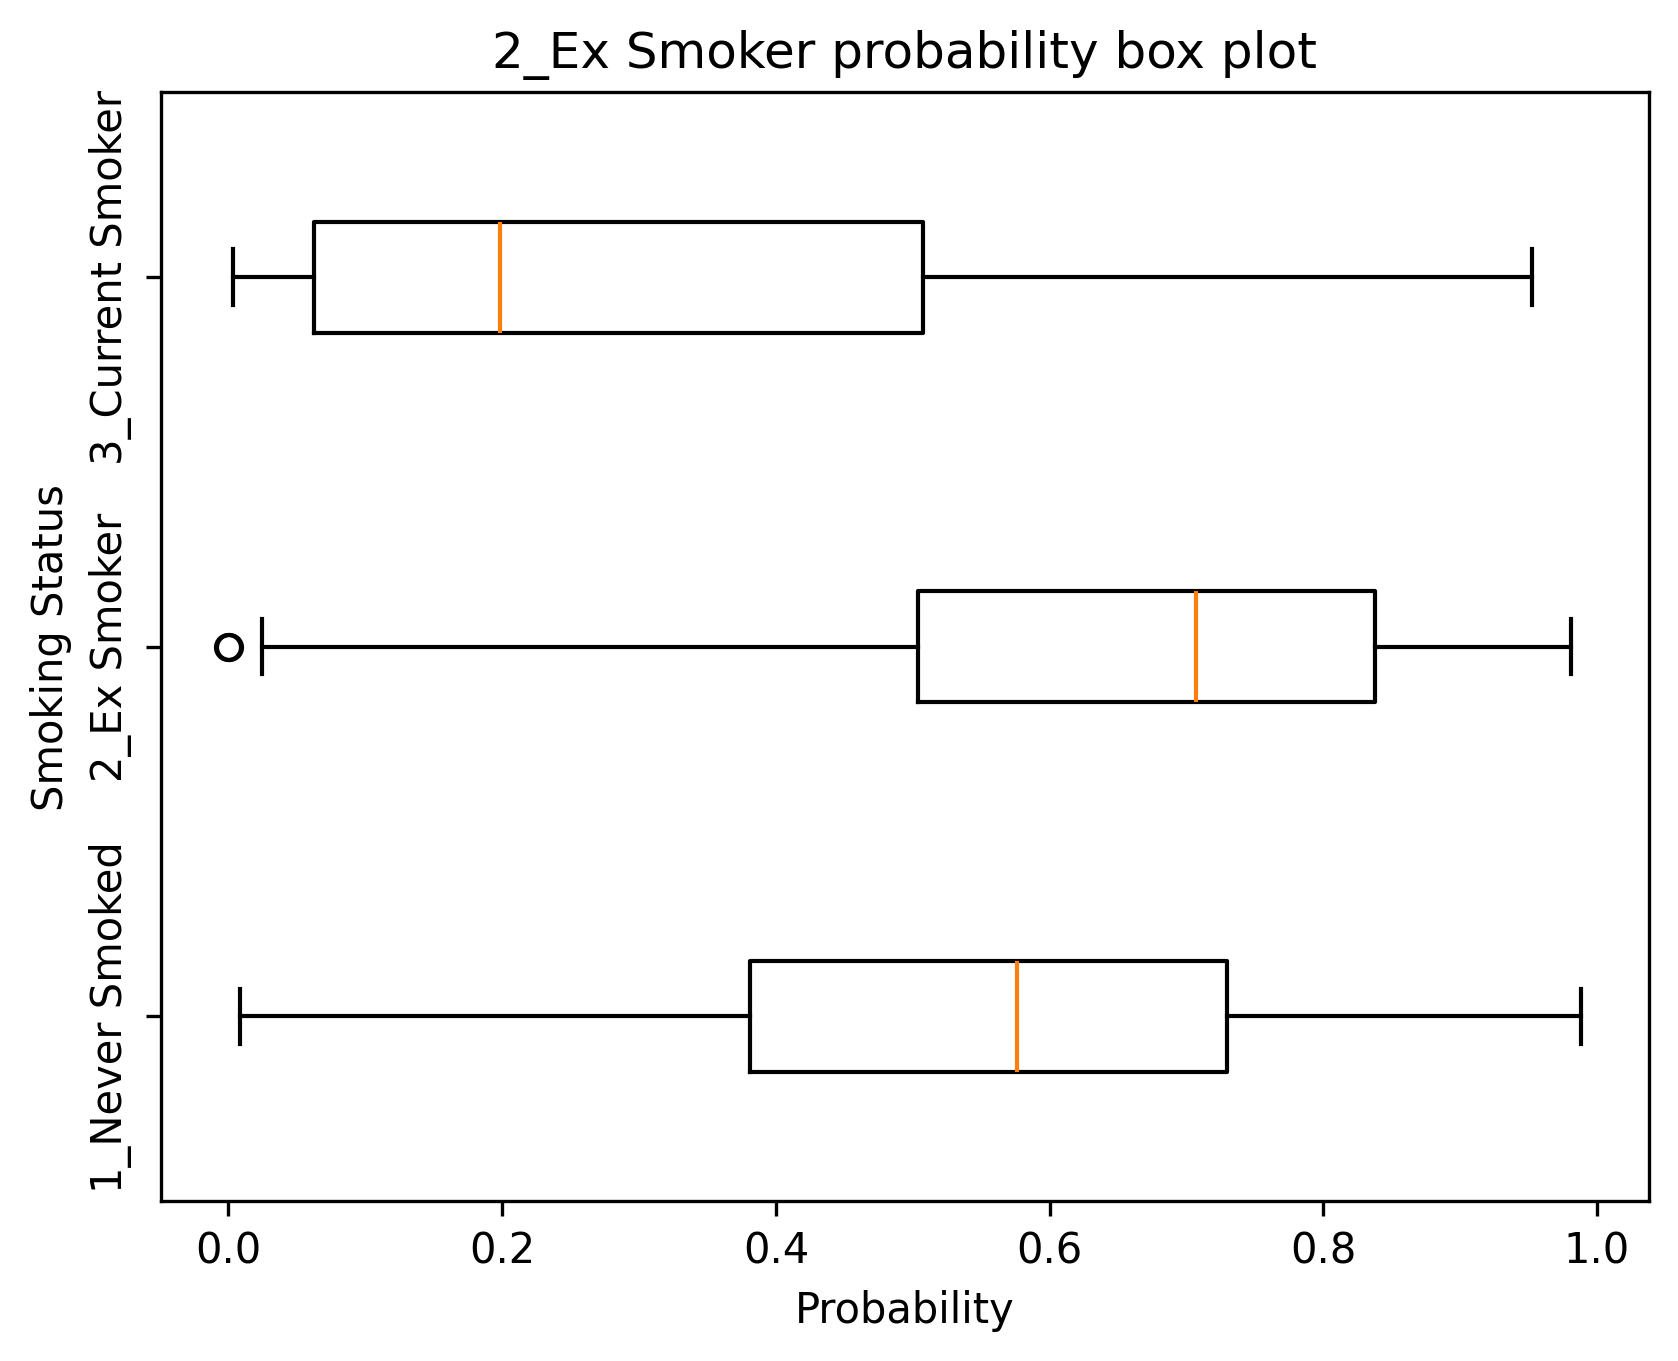 2_Ex Smoker probability box plot
Smoking Status
3_Current Smoker
2_Ex Smoker
1_Never Smoked
0.0 0.2 0.4 0.6 0.8 1.0
Probability